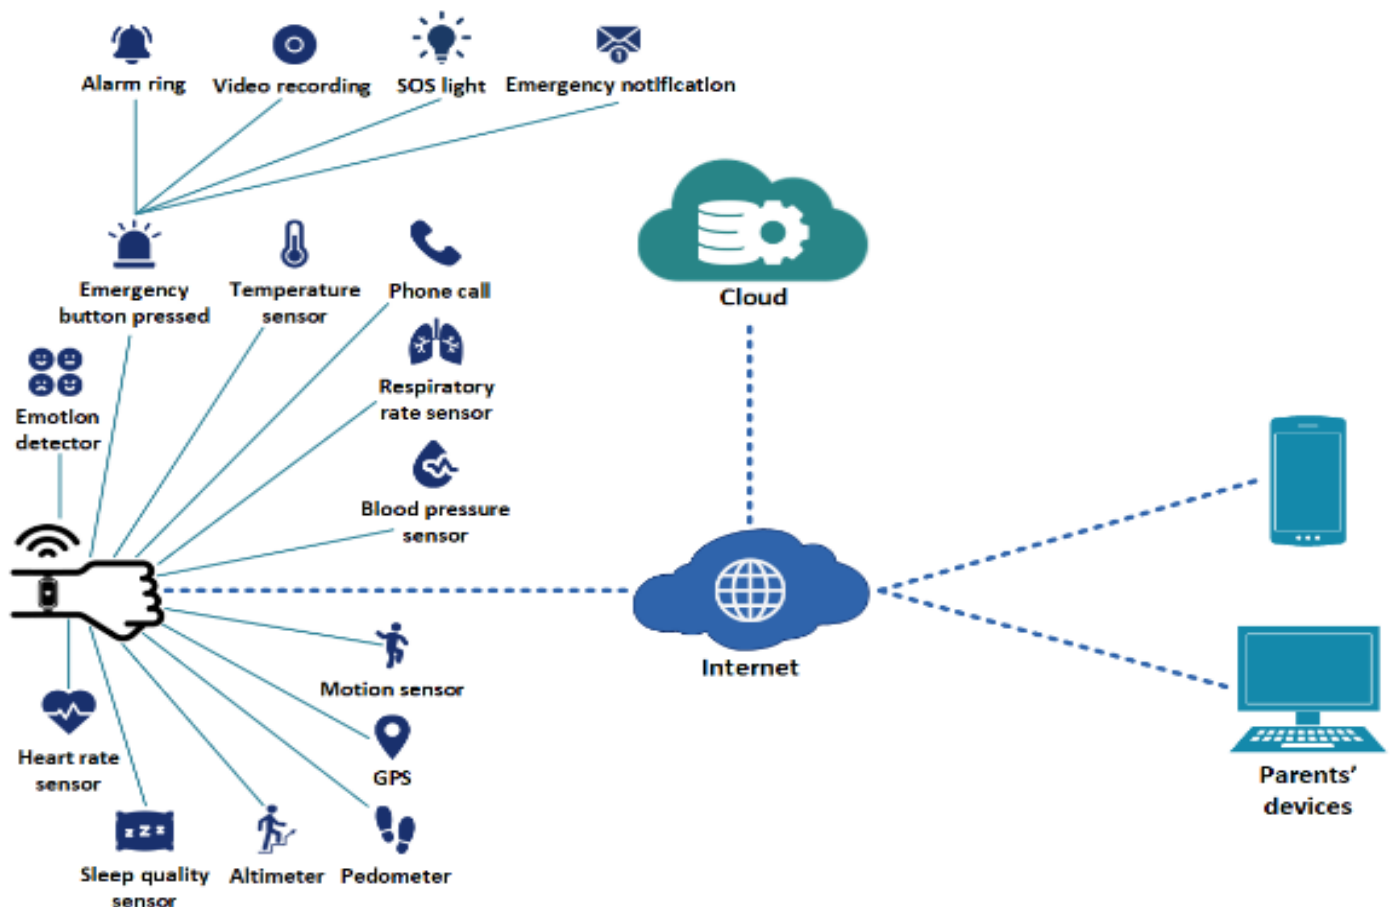 Alarm ring
Video recording
SOS light
Emergency notification
Emergency
button pressed
Temperature
sensor
Phone call
Cloud
Respiratory
rate sensor
Emotion
detector
Blood pressure
sensor
Internet
Motion sensor
Heart rate
sensor
GPS
Parents'
devices
zzz
Sleep quality
sensor
Altimeter
Pedometer
1